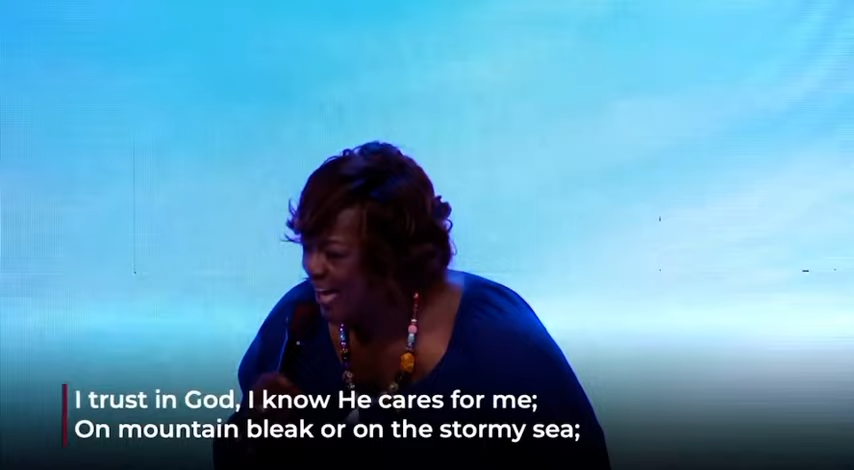 I trust in God, I know He cares for me;
On mountain bleak or on the stormy sea;